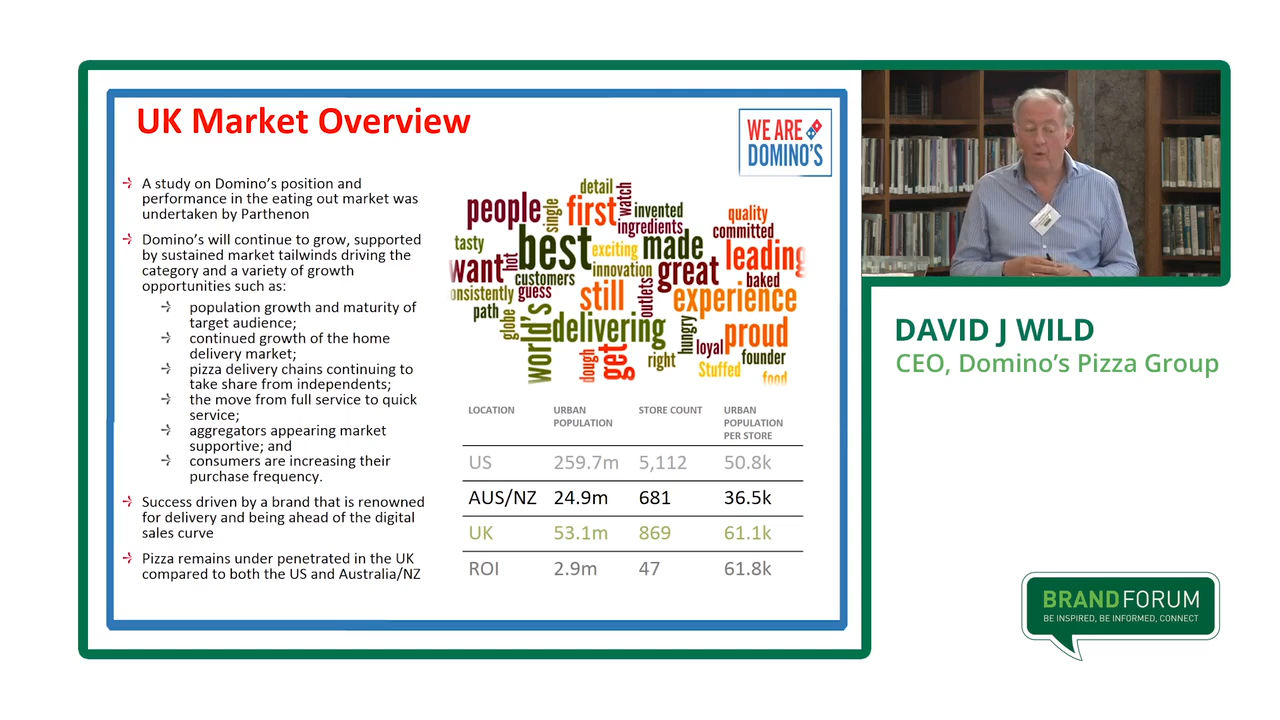 UK Market Overview
WE ARE
DOMINO'S
A study on Domino's position and
performance in the eating out market was
undertaken by Parthenon
Domino's will continue to grow, supported
by sustained market tailwinds driving the
category and a variety of growth
opportunities such as:
population growth and maturity of
target audience;
continued growth of the home
delivery market;
pizza delivery chains continuing to
take share from independents;
the move from full service to quick
service;
aggregators appearing market
supportive; and
consumers are increasing their
purchase frequency.
Success driven by a brand that is renowned
for delivery and being ahead of the digital
sales curve
Pizza remains under penetrated in the UK
compared to both the US and Australia/NZ
detail
watch
people
single
first
invented
quality
ingredients
committed
tasty
best
exciting
made
leading
want
hot
customers
innovation
great
baked
onsistently
guess
still
outlets
experience
path
globe
world's
delivering
hungry
proud
dough
get
right
loyal
founder
Stuffed
food
LOCATION URBAN POPULATION STORE COUNT URBAN POPULATION PER STORE
US 259.7m 5,112 50.8k
AUS/NZ 24.9m 681 36.5k
UK 53.1m 869 61.1k
ROI 2.9m 47 61.8k
DAVID J WILD
CEO, Domino's Pizza Group
BRANDFORUM
BE INSPIRED, BE INFORMED, CONNECT